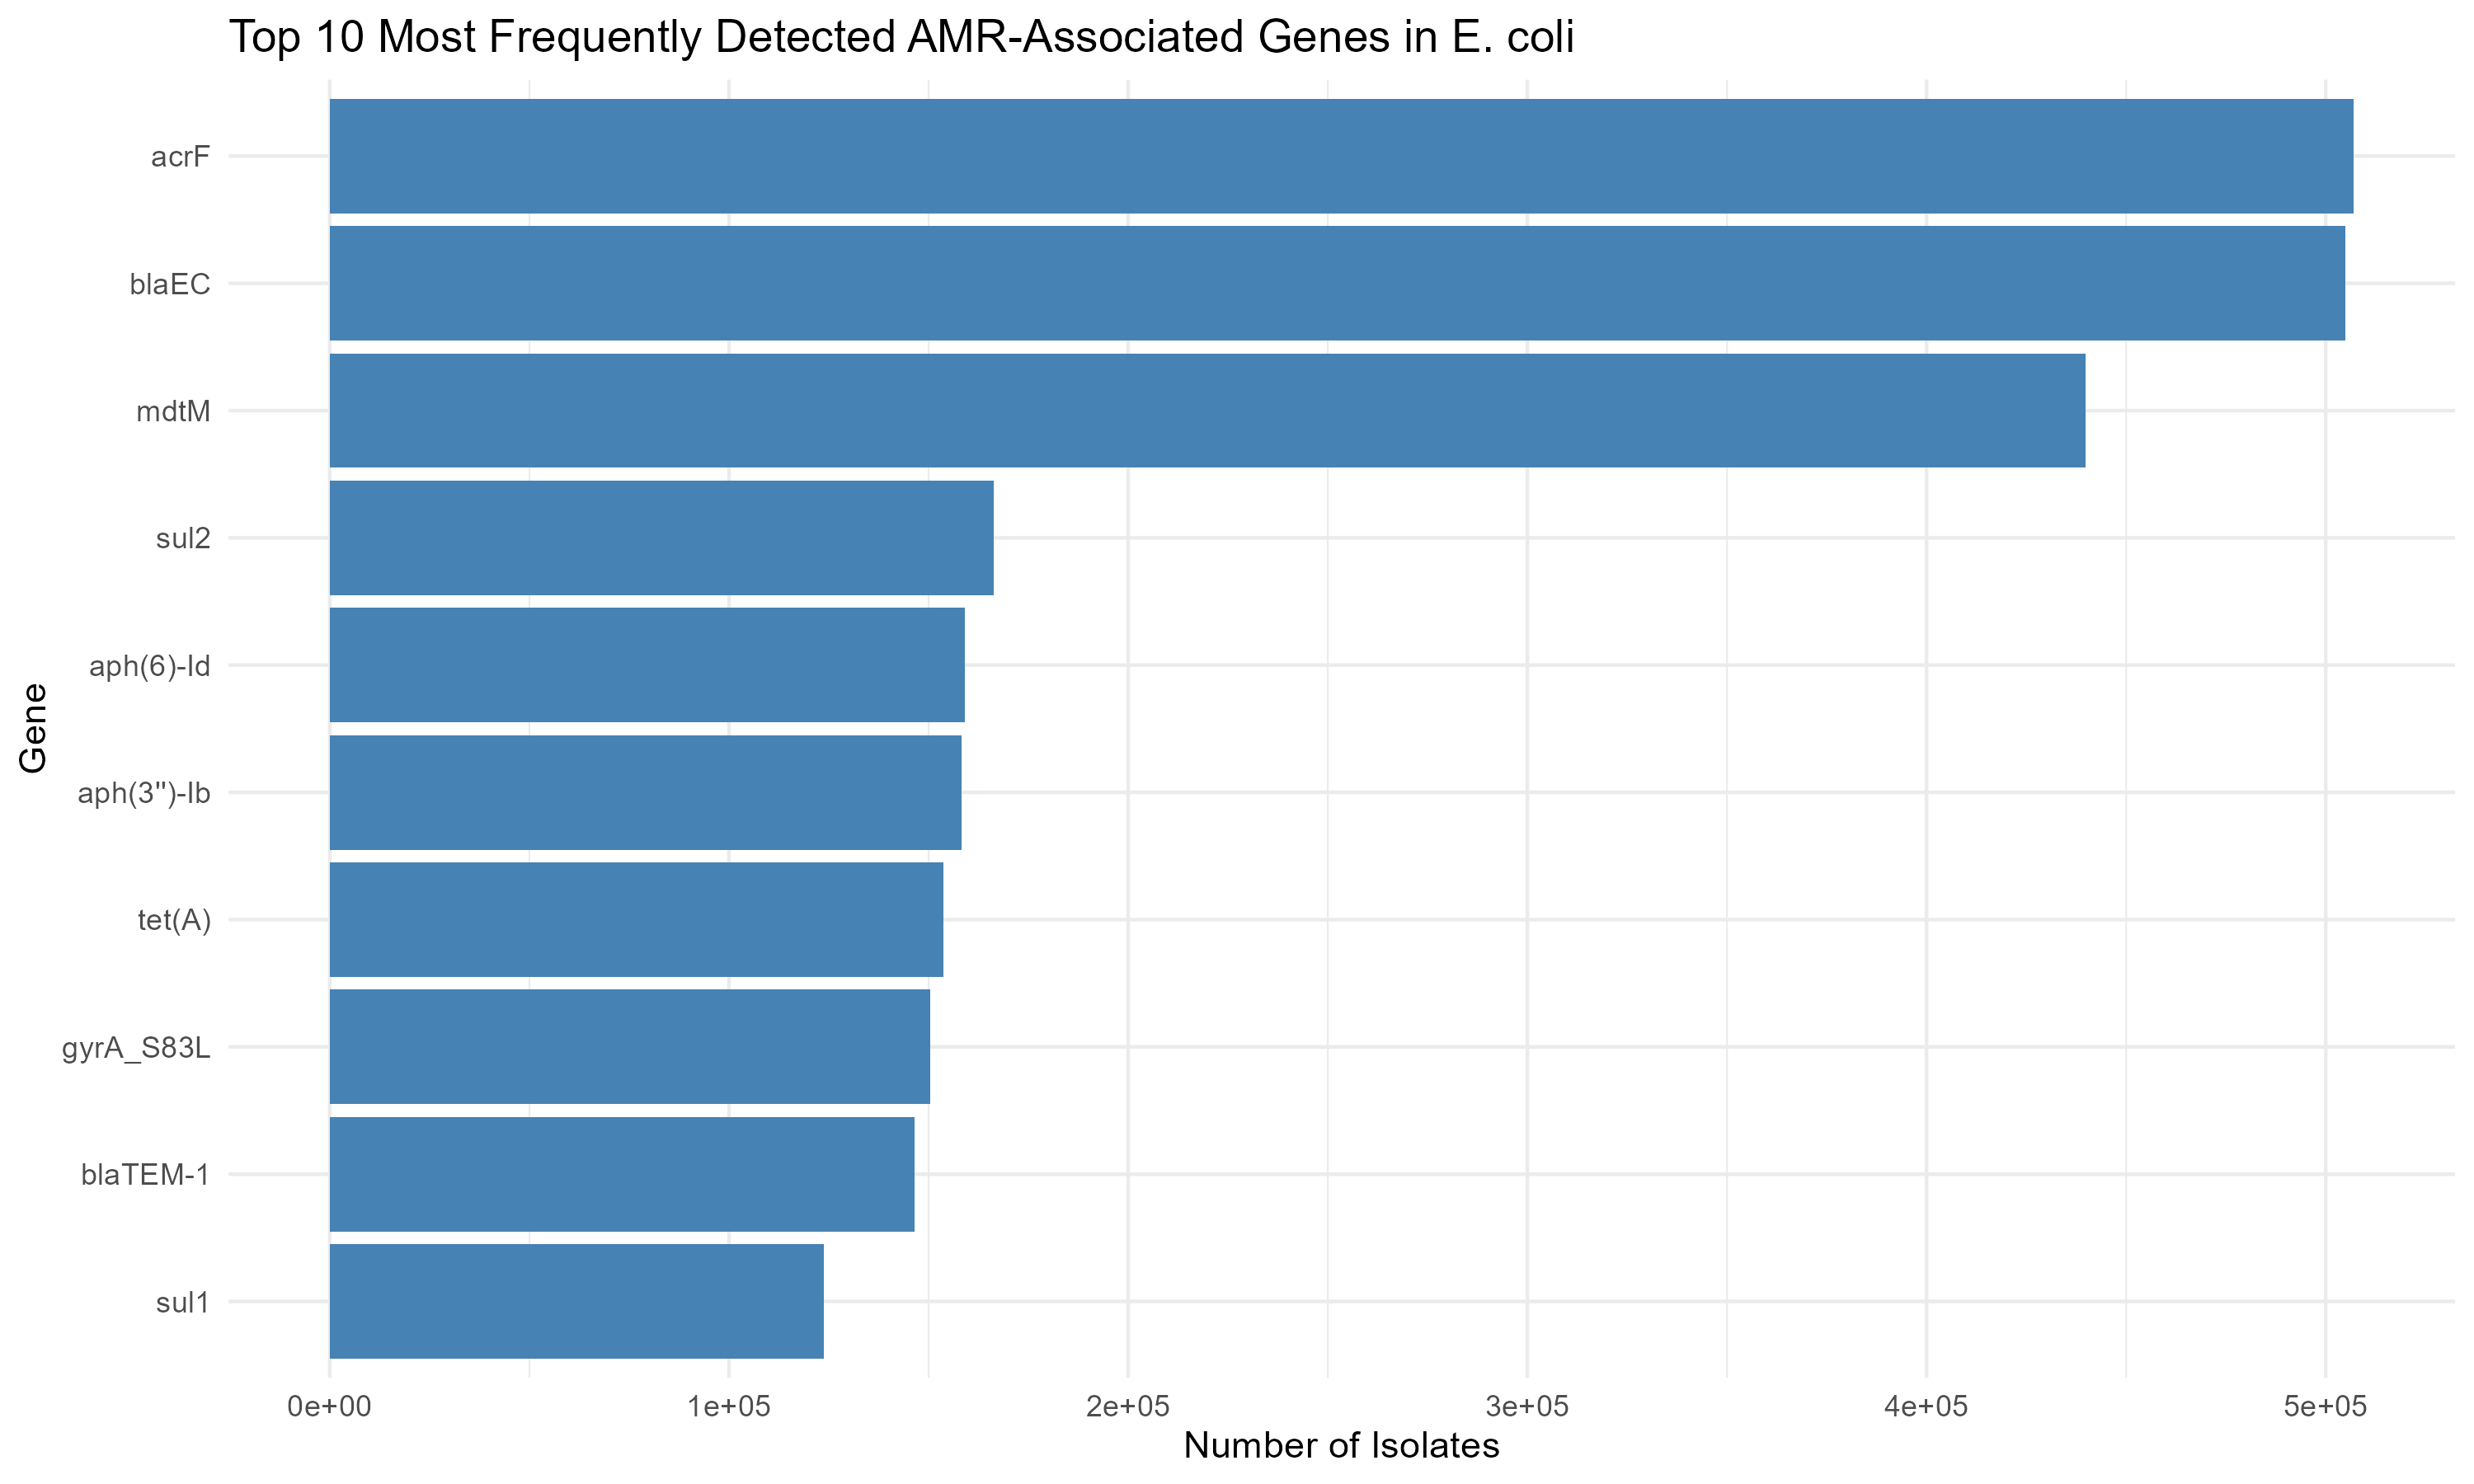 Top 10 Most Frequently Detected AMR-Associated Genes in E. coli
Gene
acrF
blaEC
mdtM
sul2
aph(6)-Id
aph(3")-Ib
tet(A)
gyrA_S83L
blaTEM-1
sul1
0e+00 1e+05 2e+05 3e+05 4e+05 5e+05
Number of Isolates